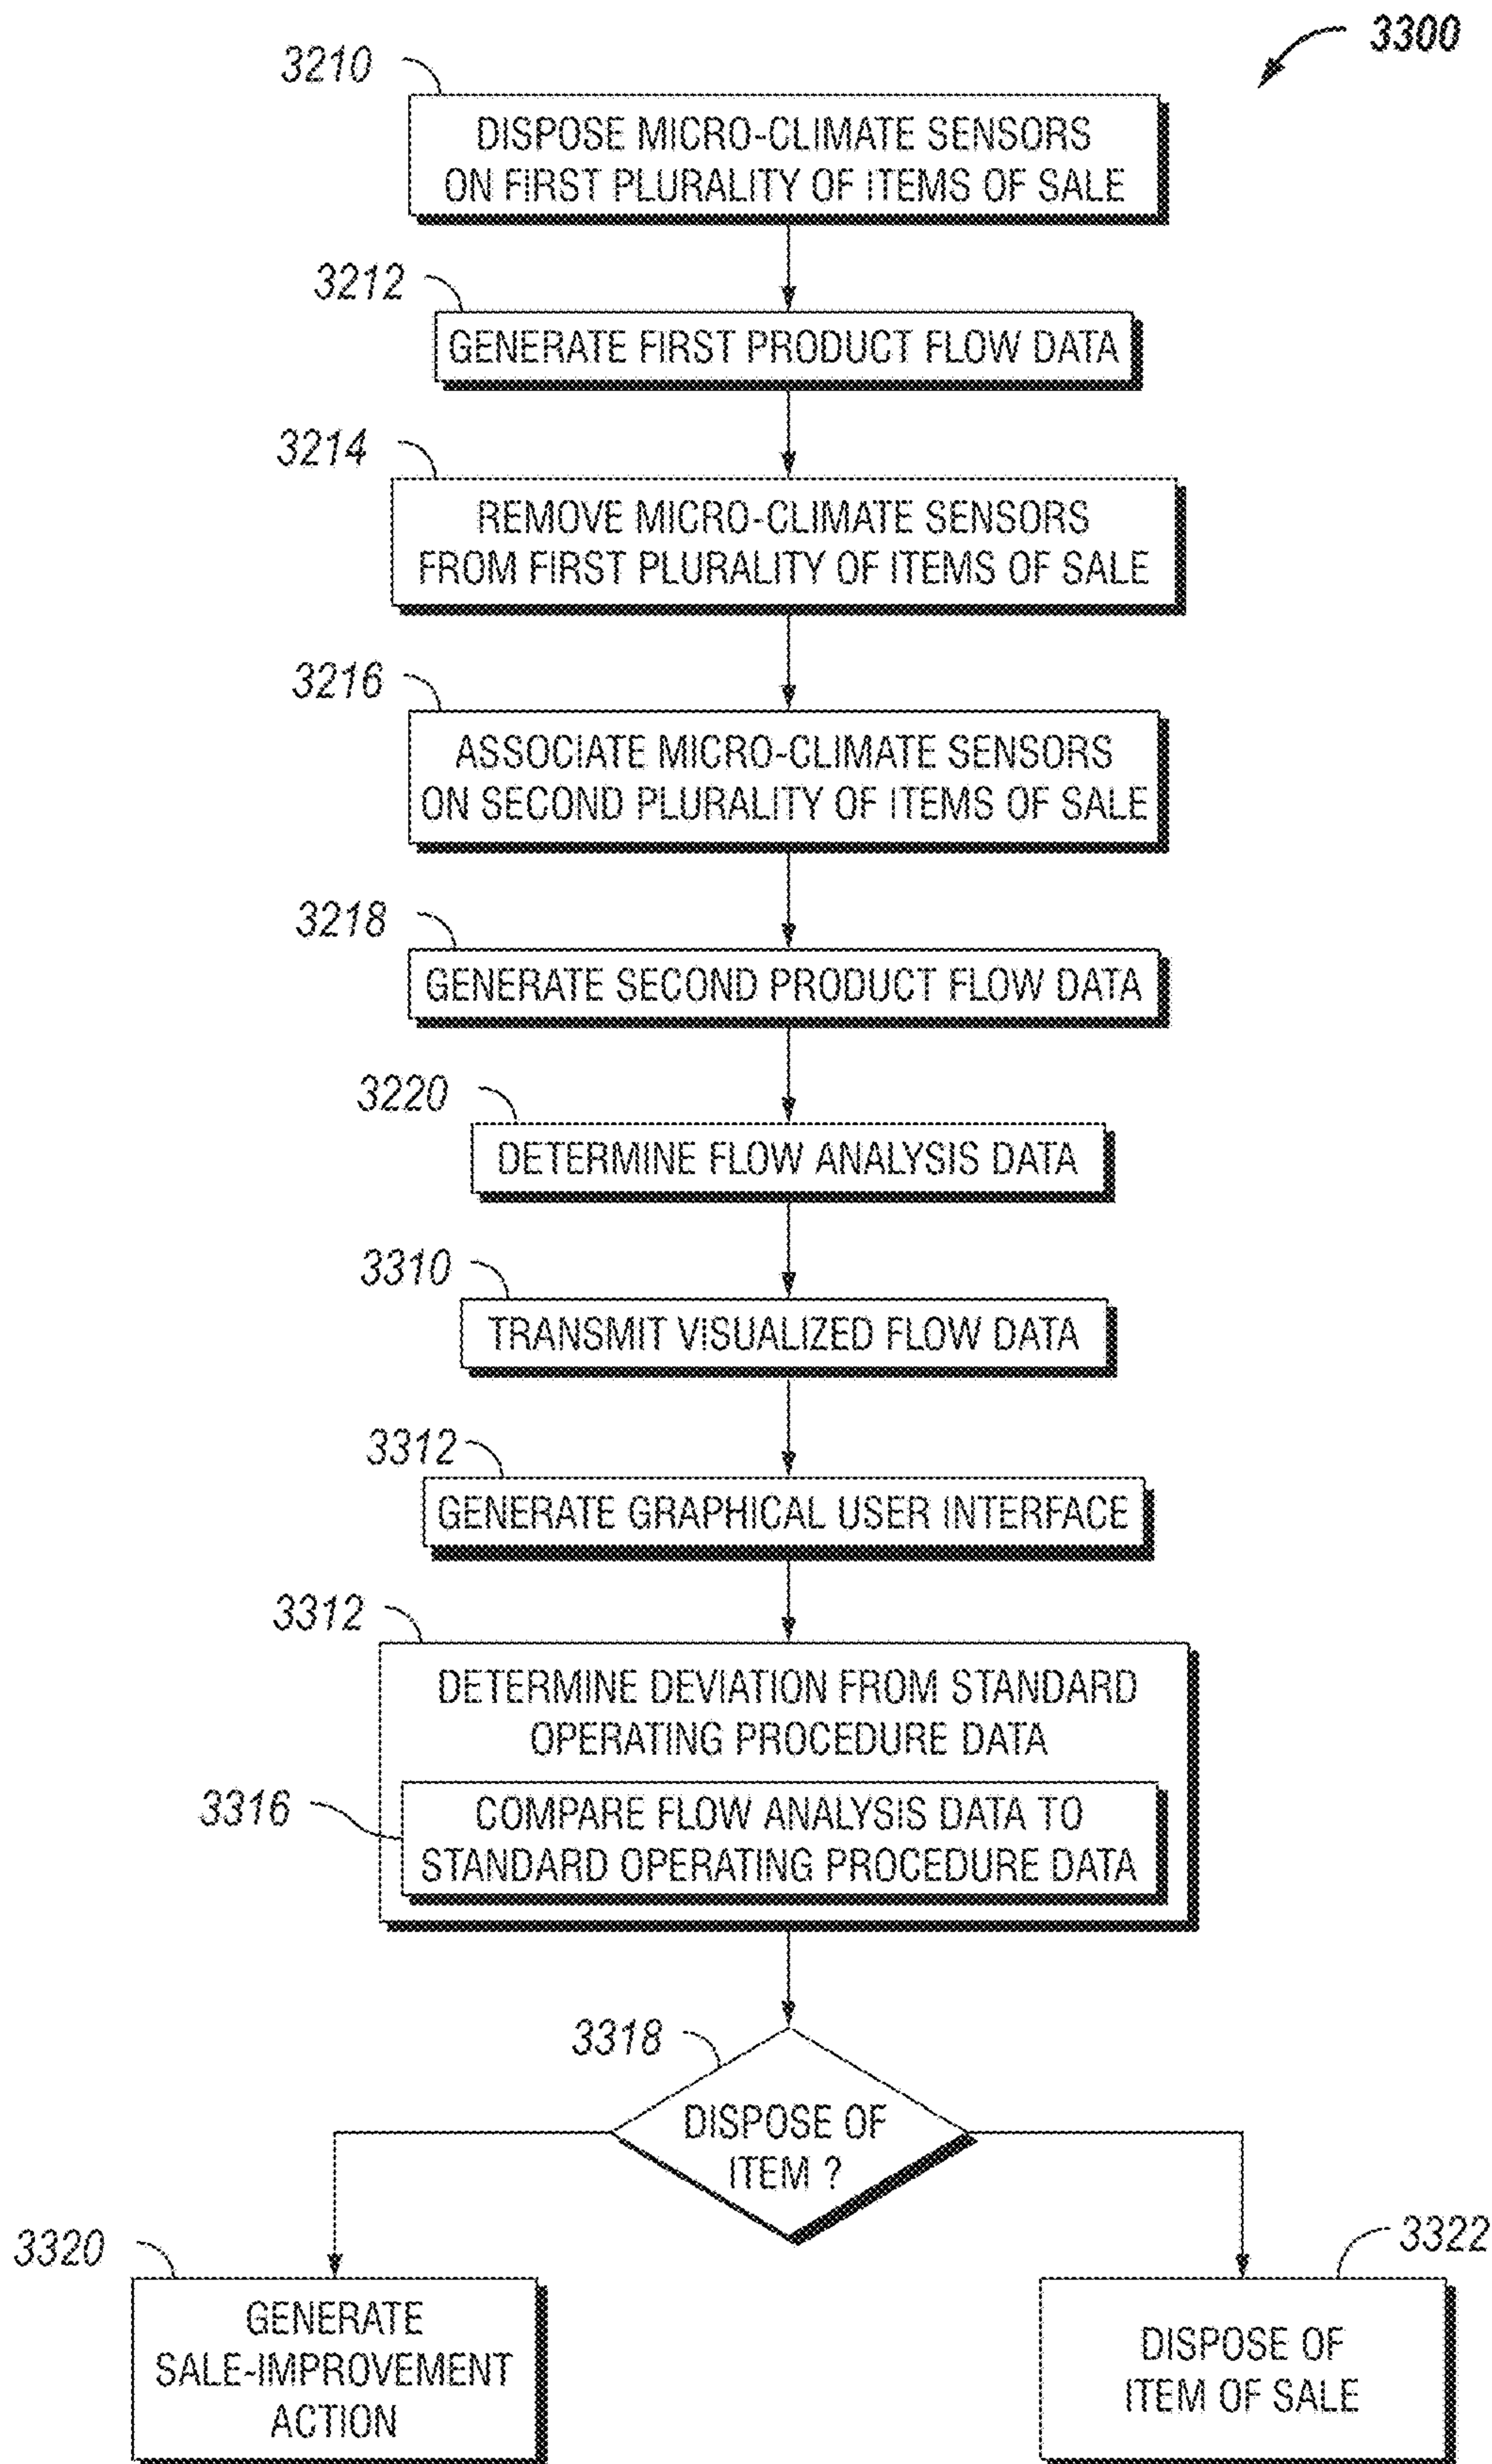 3300
3210
DISPOSE MICRO-CLIMATE SENSORS
ON FIRST PLURALITY OF ITEMS OF SALE
3212
GENERATE FIRST PRODUCT FLOW DATA
3214
REMOVE MICRO-CLIMATE SENSORS
FROM FIRST PLURALITY OF ITEMS OF SALE
3216
ASSOCIATE MICRO-CLIMATE SENSORS
ON SECOND PLURALITY OF ITEMS OF SALE
3218
GENERATE SECOND PRODUCT FLOW DATA
3220
DETERMINE FLOW ANALYSIS DATA
3310
TRANSMIT VISUALIZED FLOW DATA
3312
GENERATE GRAPHICAL USER INTERFACE
3312
DETERMINE DEVIATION FROM STANDARD
OPERATING PROCEDURE DATA
3316
COMPARE FLOW ANALYSIS DATA TO
STANDARD OPERATING PROCEDURE DATA
3318
DISPOSE OF
ITEM ?
3320
GENERATE
SALE-IMPROVEMENT
ACTION
3322
DISPOSE OF
ITEM OF SALE